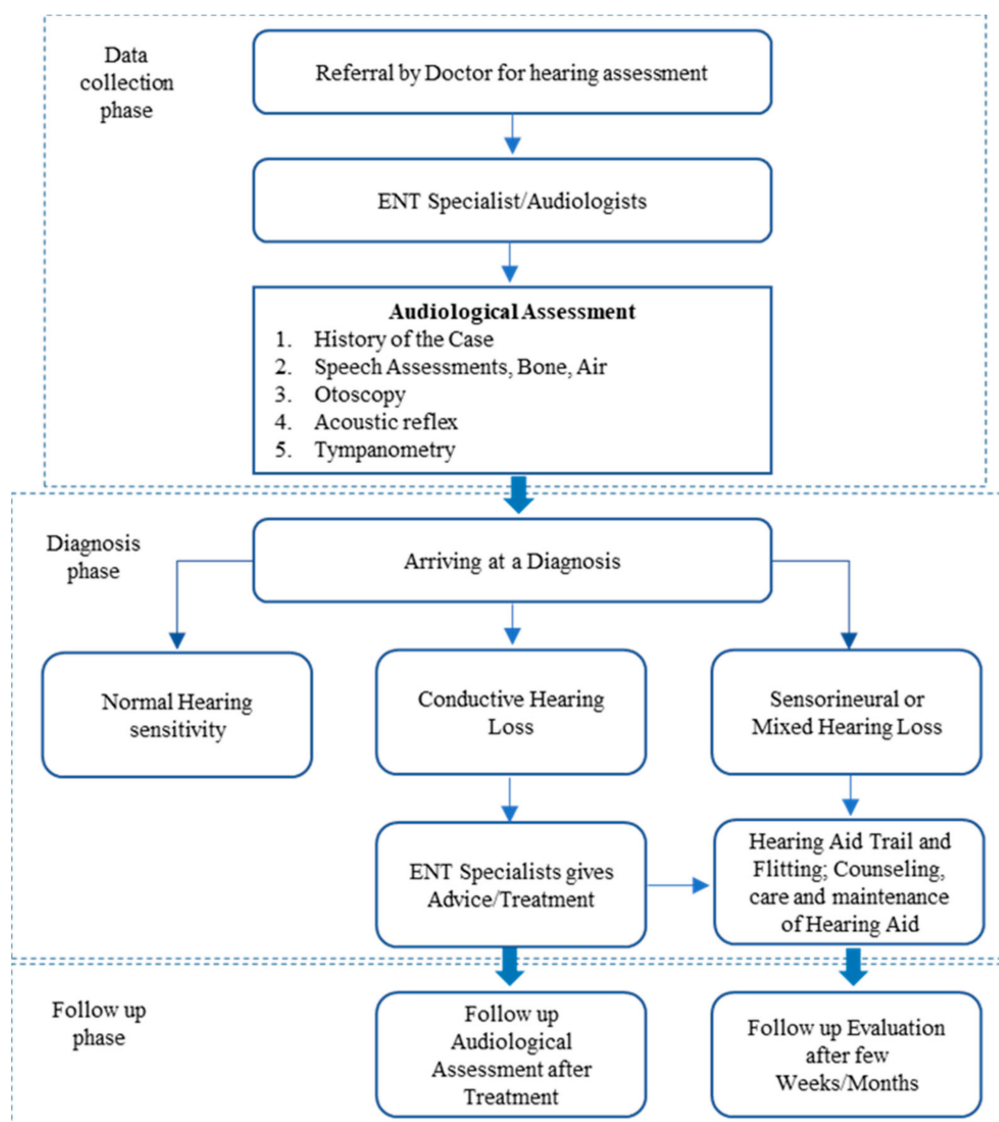 Data
collection
phase
Referral by Doctor for hearing assessment
ENT Specialist/Audiologists
Audiological Assessment
1. History of the Case
2. Speech Assessments, Bone, Air
3. Otoscopy
4. Acoustic reflex
5. Tympanometry
Diagnosis
phase
Arriving at a Diagnosis
Normal Hearing
sensitivity
Conductive Hearing
Loss
Sensorineural or
Mixed Hearing Loss
ENT Specialists gives
Advice/Treatment
Hearing Aid Trail and
Flitting; Counseling,
care and maintenance
of Hearing Aid
Follow up
phase
Follow up
Audiological
Assessment after
Treatment
Follow up Evaluation
after few
Weeks/Months